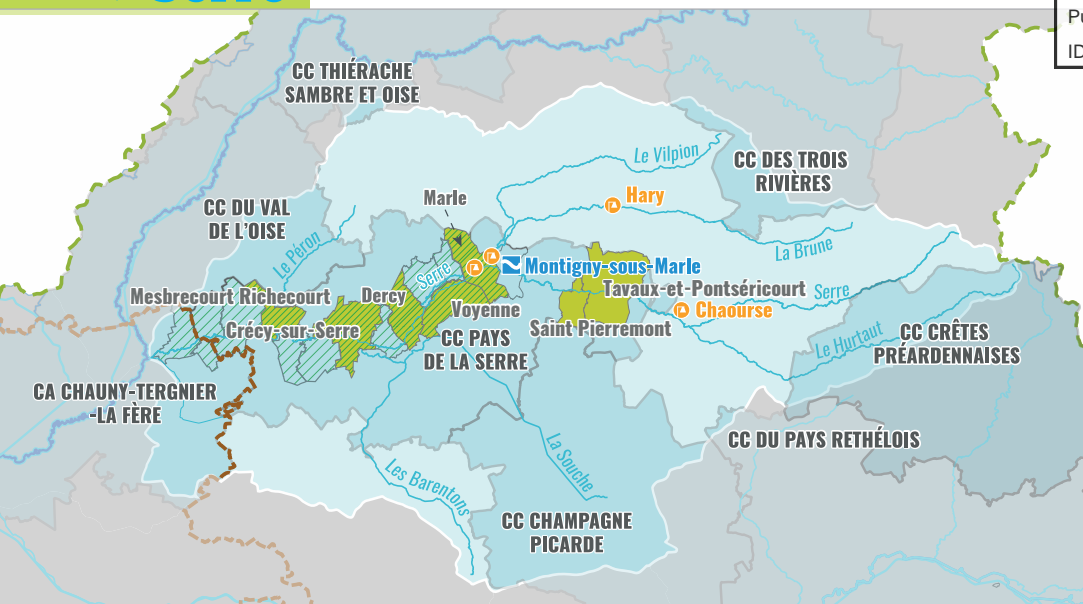 CC THIÉRACHE
SAMBRE ET OISE
Le Vilpion
CC DES TROIS
RIVIÈRES
Marle
Hary
CC DU VAL
DE L'OISE
Le Péron
La Brune
Serre
Montigny-sous-Marle
Mesbrecourt Richecourt
Dercy
Tavaux-et-Pontséricourt
Serre
Voyenne
Chaourse
Crécy-sur-Serre
Saint Pierremont
CC PAYS
DE LA SERRE
Le Hurtaut
CC CRÊTES
PRÉARDENNAISES
CA CHAUNY-TERGNIER
-LA FÈRE
CC DU PAYS RETHÉLOIS
La Souche
Les Barentons
CC CHAMPAGNE
PICARDE